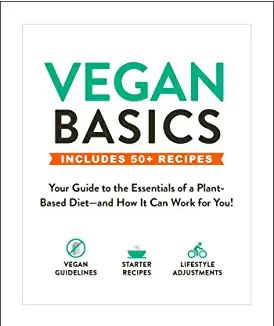 VEGAN
BASICS
INCLUDES 50+ RECIPES
Your Guide to the Essentials of a Plant-
Based Diet—and How It Can Work for You!
VEGAN
GUIDELINES
STARTER
RECIPES
LIFESTYLE
ADJUSTMENTS